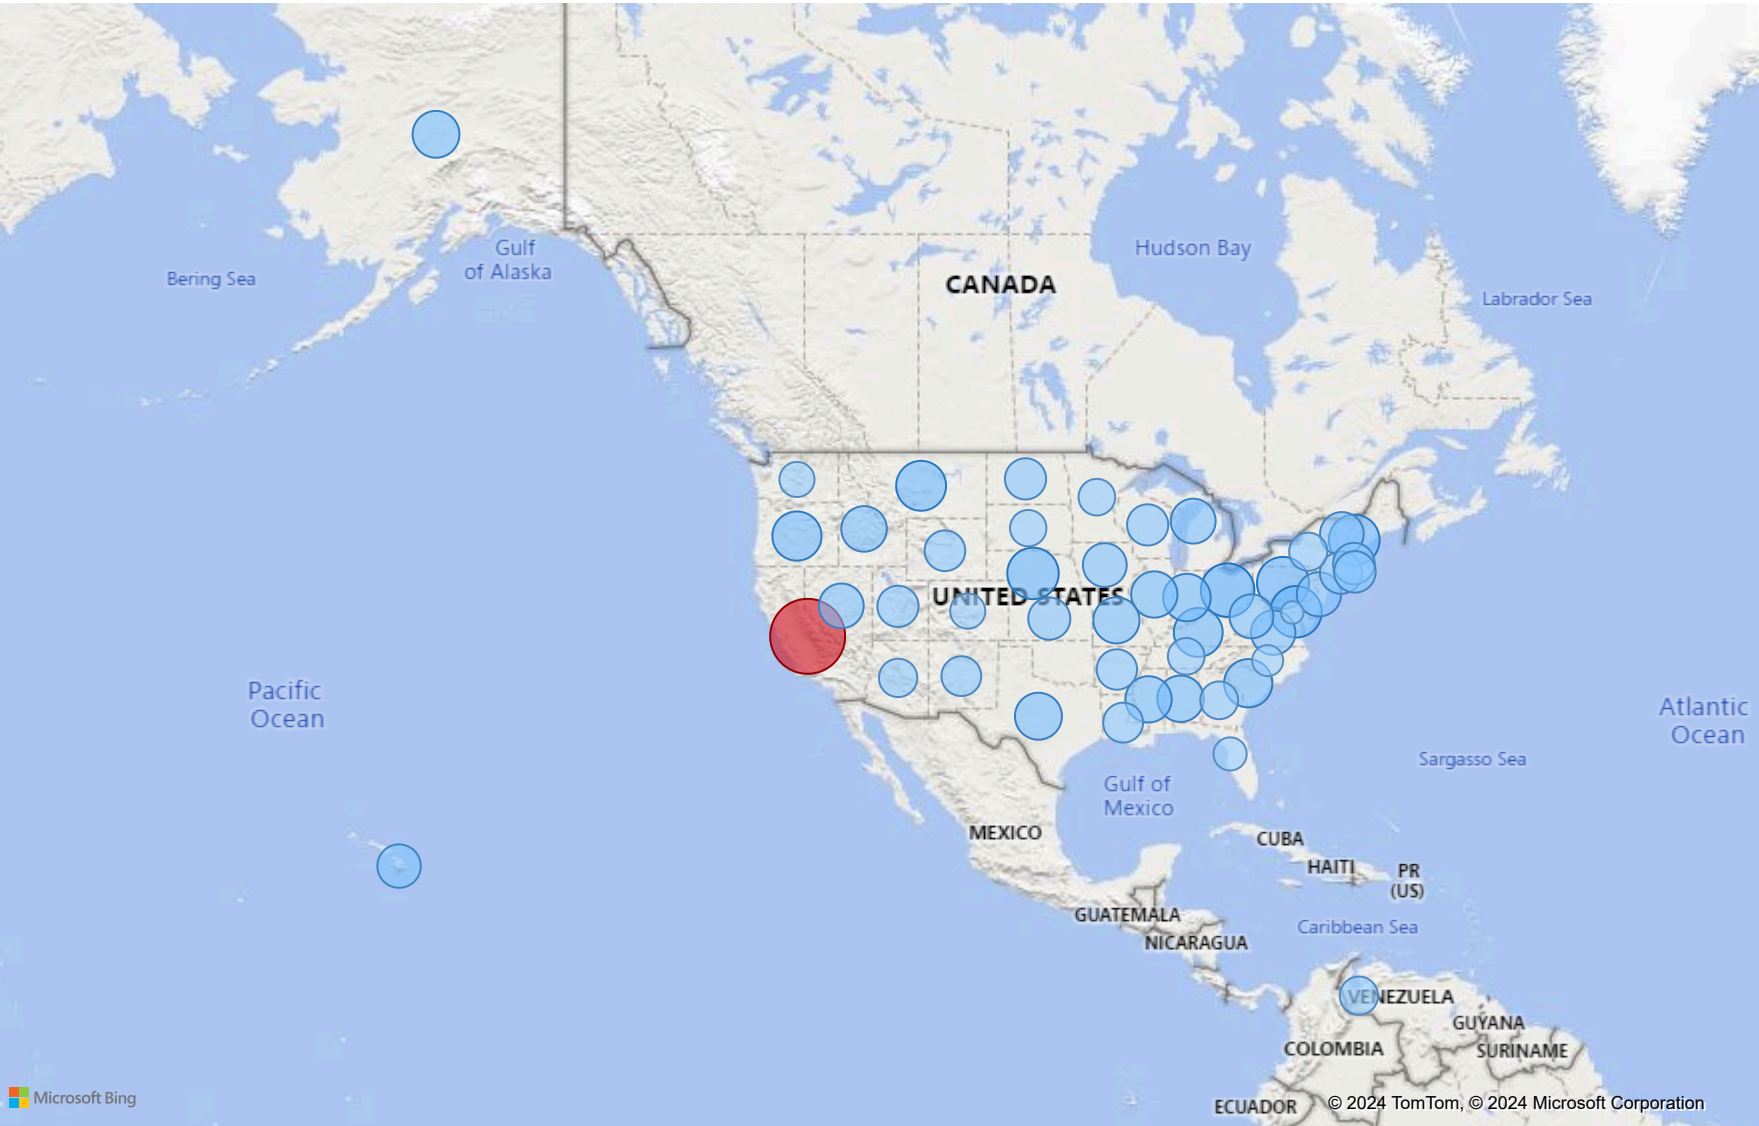 Gulf
of Alaska
Bering Sea
Hudson Bay
CANADA
Labrador Sea
UNITED STATES
Pacific
Ocean
Atlantic
Ocean
Sargasso Sea
Gulf of
Mexico
MEXICO
CUBA
HAITI
PR
(US)
GUATEMALA
Caribbean Sea
NICARAGUA
VENEZUELA
GUYANA
COLOMBIA
SURINAME
Microsoft Bing
ECUADOR
© 2024 TomTom, © 2024 Microsoft Corporation